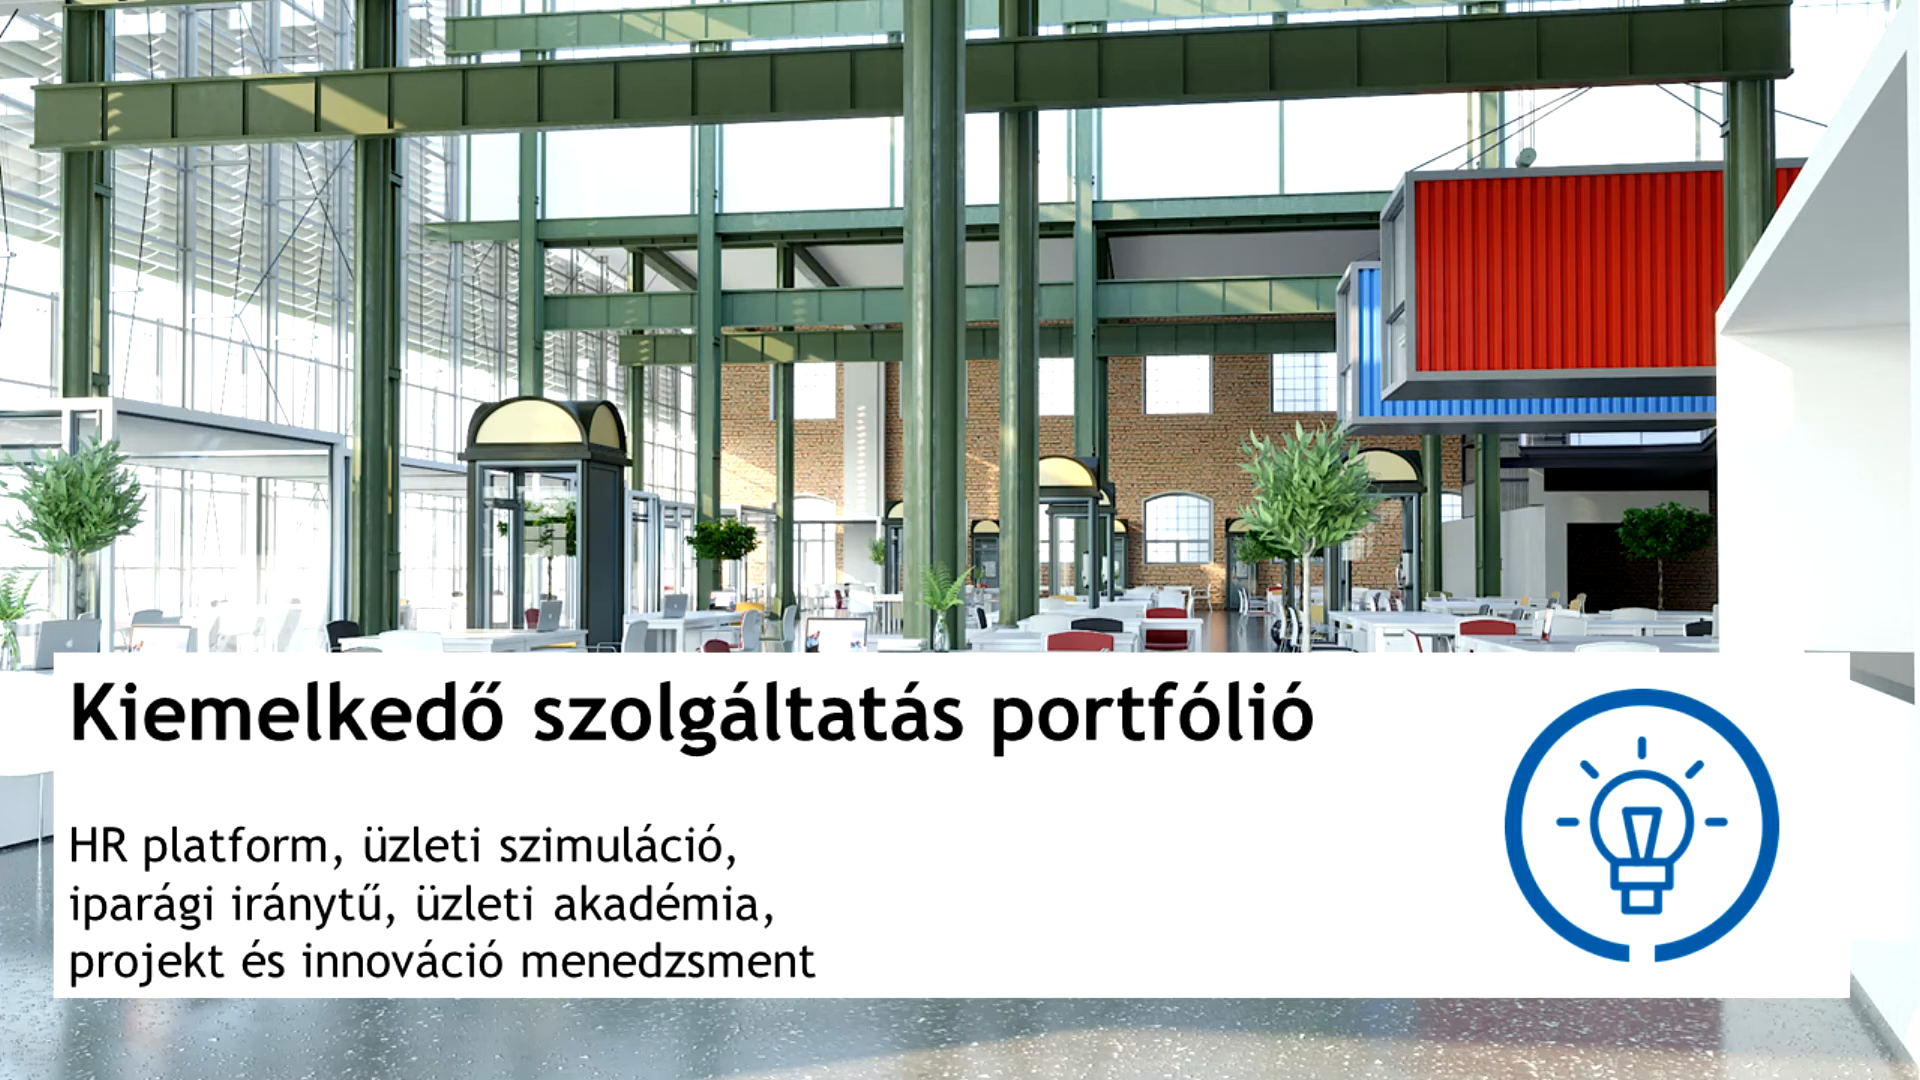 Kiemelkedő szolgáltatás portfólió
HR platform, üzleti szimuláció,
iparági iránytű, üzleti akadémia,
projekt és innováció menedzsment